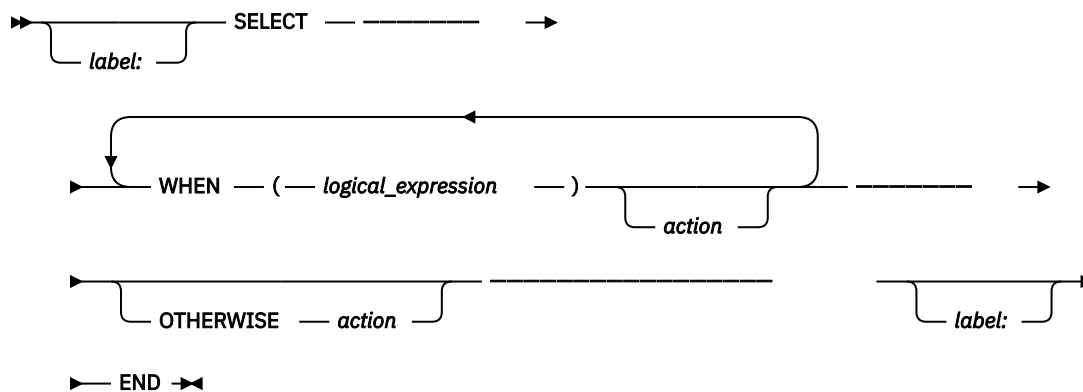 SELECT
label:
WHEN ( logical_expression )
action
OTHERWISE action
label:
END